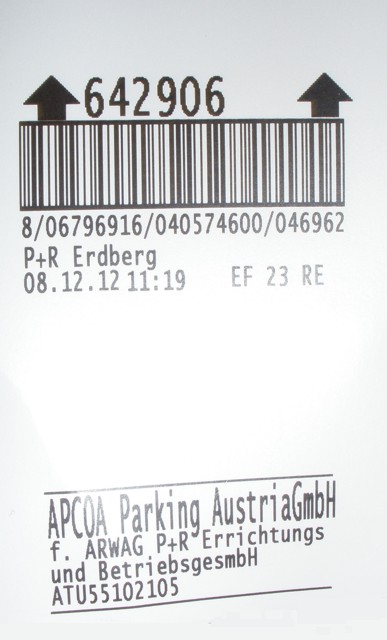 642906
8/06796916/040574600/046962
P+R Erdberg
08.12.12 11:19 EF 23 RE
APCOA Parking AustriaGmbH
f. ARWAG P+R Errichtungs
und BetriebsgesmbH
ATU55102105